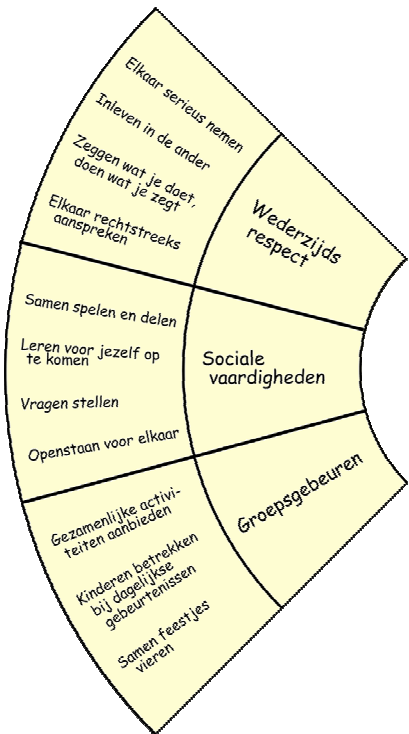 Elkaar serieus nemen
Inleven in de ander
Zeggen wat je doet,
doen wat je zegt
Elkaar rechtstreeks
aanspreken
Wederzijds
respect
Samen spelen en delen
Leren voor jezelf op
te komen
Vragen stellen
Openstaan voor elkaar
Sociale
vaardigheden
Gezamenlijke activi-
teiten aanbieden
Kinderen betrekken
bij dagelijkse
gebeurtenissen
Samen feestjes
vieren
Groepsgebeuren